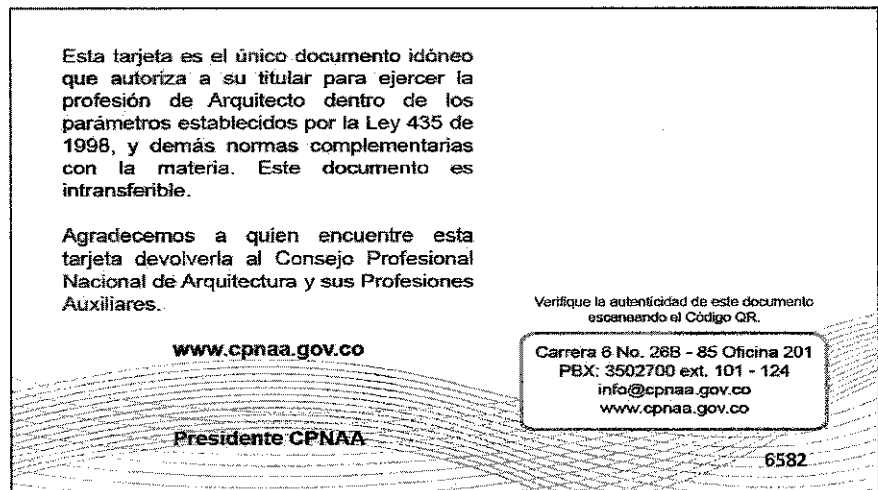 Esta tarjeta es el único documento idóneo
que autoriza a su titular para ejercer la
profesión de Arquitecto dentro de los
parámetros establecidos por la Ley 435 de
1998, y demás normas complementarias
con la materia. Este documento es
intransferible.
Agradecemos a quien encuentre esta
tarjeta devolverla al Consejo Profesional
Nacional de Arquitectura y sus Profesiones
Auxiliares.
www.cpnaa.gov.co
Presidente CPNAA
Verifique la autenticidad de este documento
escaneando el Código QR.
Carrera 6 No. 26B - 85 Oficina 201
PBX: 3502700 ext. 101 - 124
info@cpnaa.gov.co
www.cpnaa.gov.co
6582